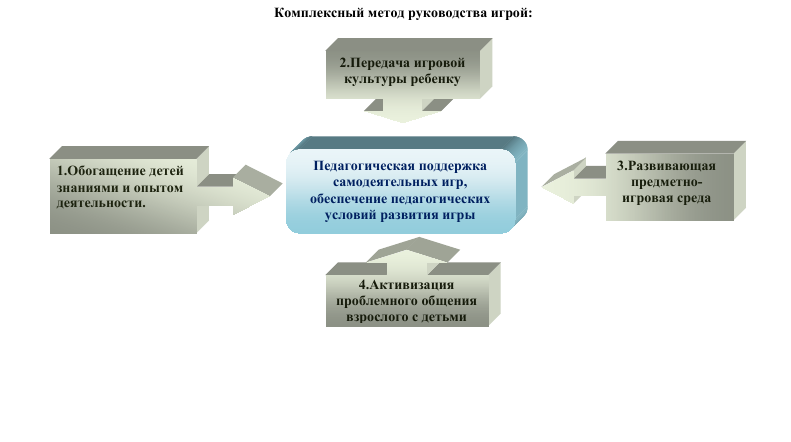 Комплексный метод руководства игрой:
2.Передача игровой
культуры ребенку
1.Обогащение детей
знаниями и опытом
деятельности.
Педагогическая поддержка
самодеятельных игр,
обеспечение педагогических
условий развития игры
3.Развивающая
предметно-
игровая среда
4.Активизация
проблемного общения
взрослого с детьми